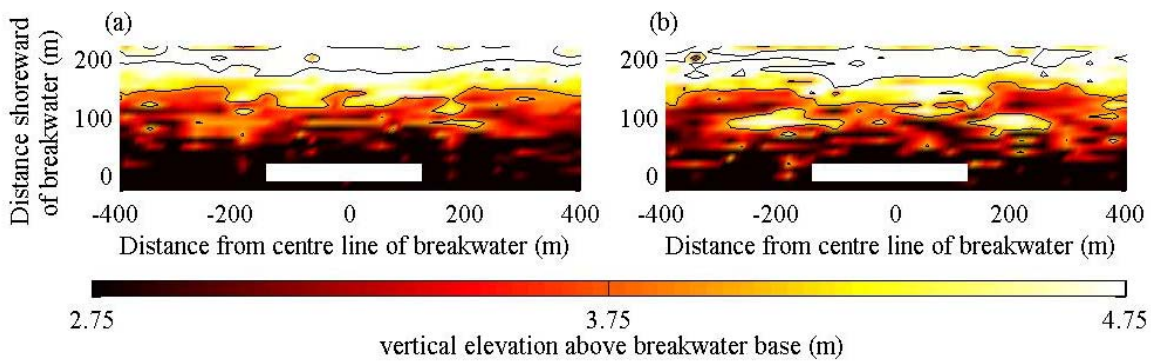 (a) (b)
Distance shoreward
of breakwater (m)
200 200
100 100
0 0
-400 -200 0 200 400 -400 -200 0 200 400
Distance from centre line of breakwater (m) Distance from centre line of breakwater (m)
2.75 3.75 4.75
vertical elevation above breakwater base (m)